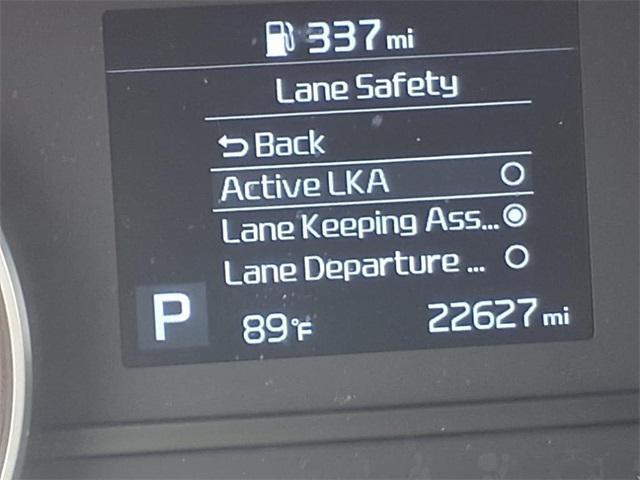 337 mi
Lane Safety
Back
Active LKA
Lane Keeping Ass...
Lane Departure ...
P 89°F 22627 mi